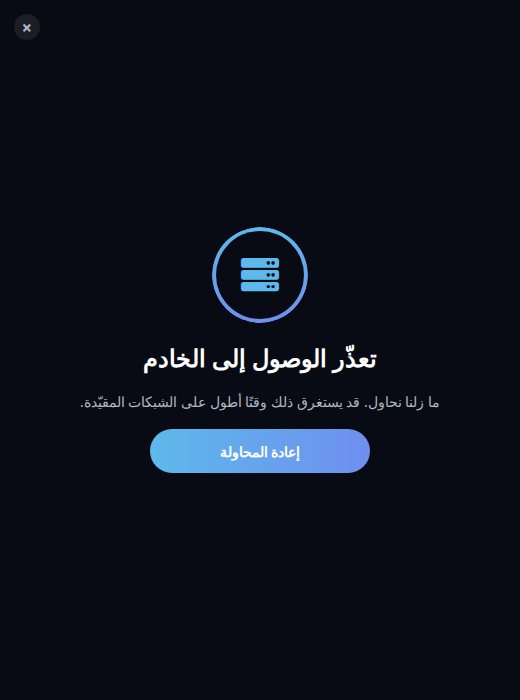 تعذّر الوصول إلى الخادم
ما زلنا نحاول. قد يستغرق ذلك وقتًا أطول على الشبكات المقيّدة.
إعادة المحاولة